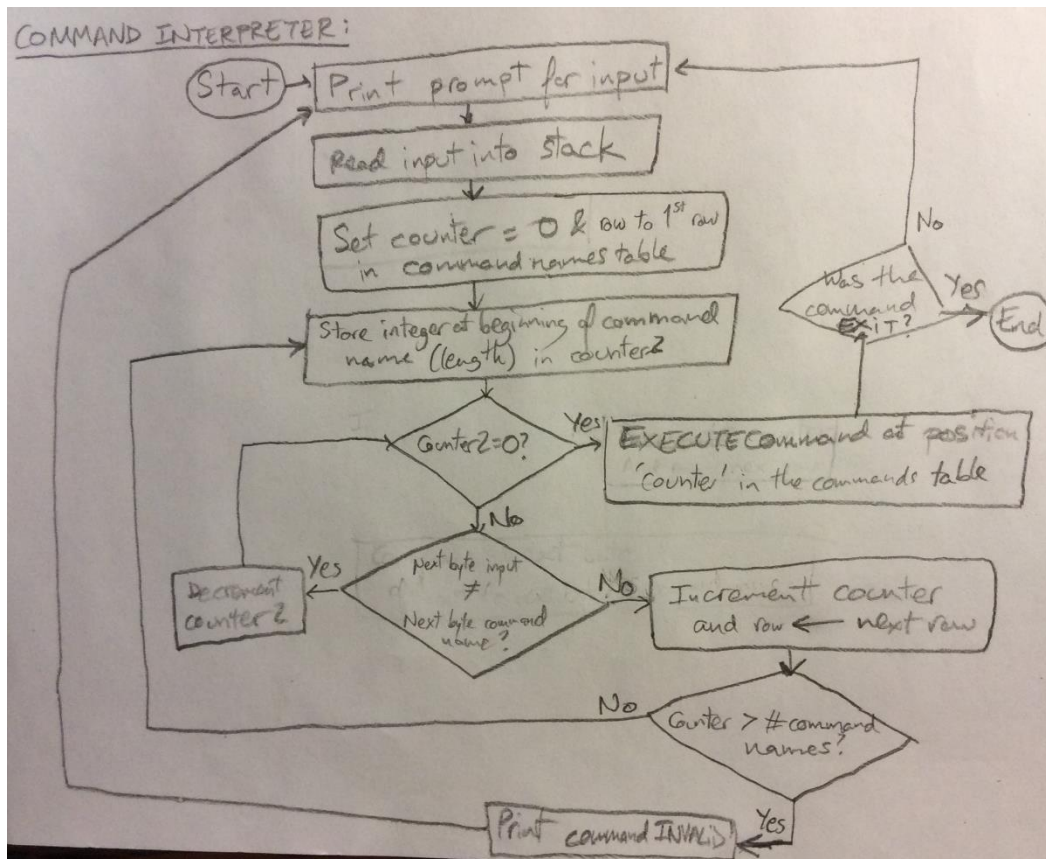 COMMAND INTERPRETER:
Start
Print prompt for input
Read input into stack
Set counter = 0 & row to 1st row
in command names table
Store integer at beginning of command
name (length) in counter2
Counter2=0?
Yes
EXECUTE command at position
'counter' in the commands table
No
Was the
command
EXIT?
Yes
End
No
Next byte input
≠
Next byte command
name?
Yes
Decrement
counter2
No
Increment counter
and row ← next row
Counter > #command
names?
No
Yes
Print command INVALID!